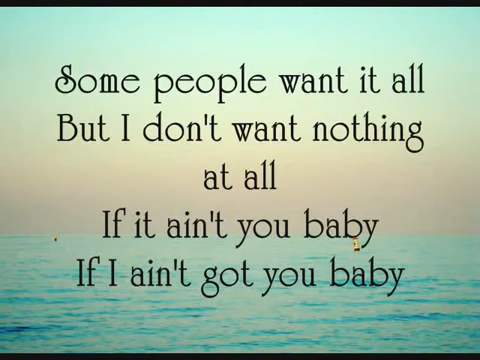 Some people want it all
But I don't want nothing
at all
If it ain't you baby
If I ain't got you baby